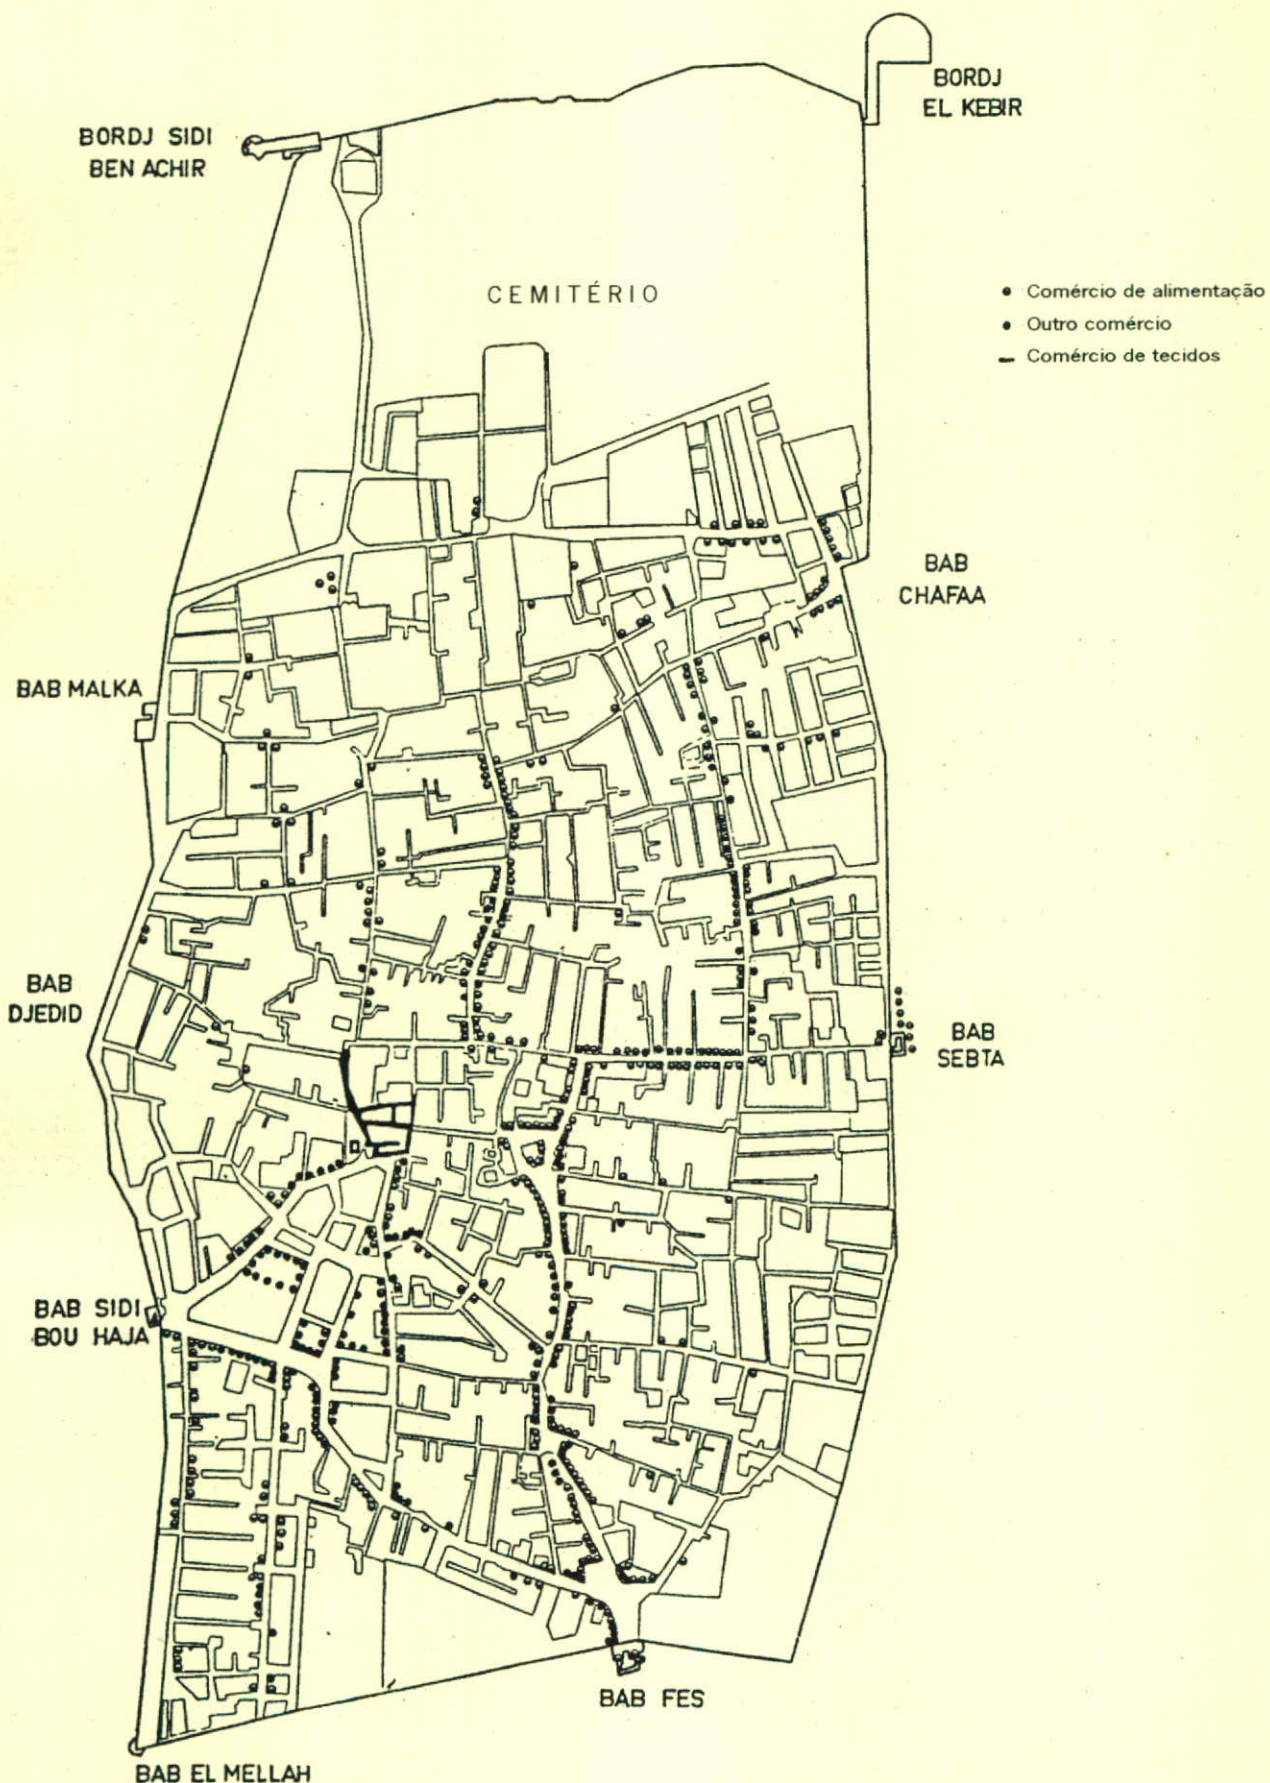 BORDJ
EL KEBIR
BORDJ SIDI
BEN ACHIR
CEMITÉRIO
Comércio de alimentação
Outro comércio
Comércio de tecidos
BAB
CHAFAA
BAB MALKA
BAB
DJEDID
BAB
SEBTA
BAB SIDI
BOU HAJA
BAB FES
BAB EL MELLAH